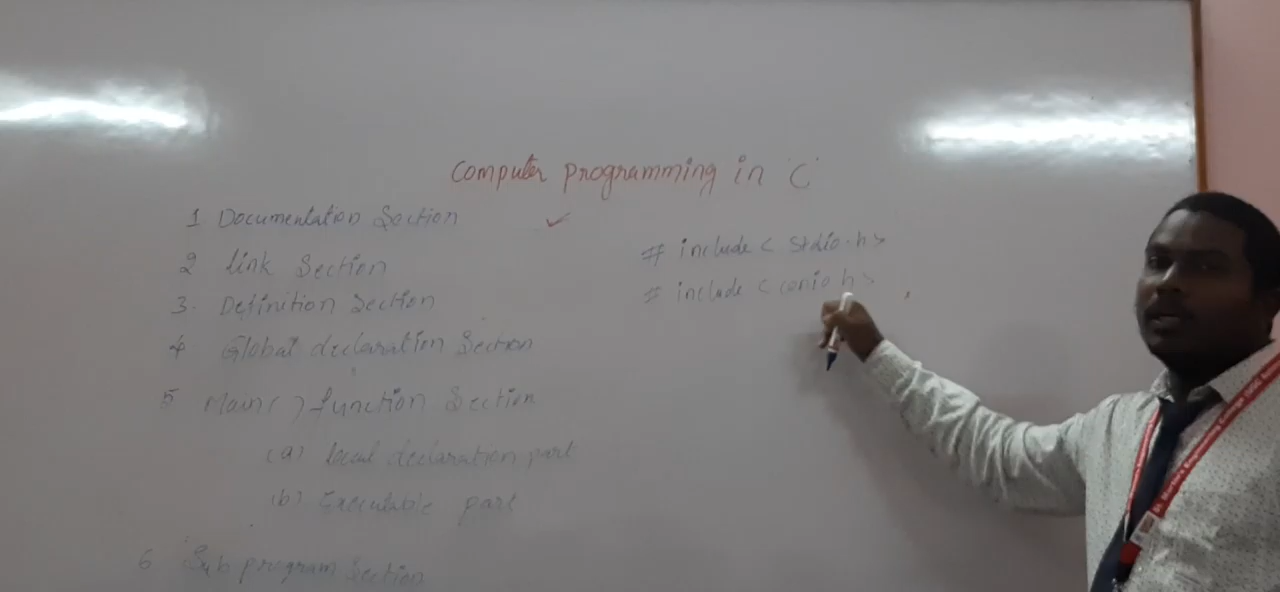 Computer programming in 'C'
1 Documentation Section
2 link Section
3. Definition Section
4 Global declaration Section
5 Main( ) function Section
(a) local declaration part
(b) Executable part
6 Sub program Section
# include < stdio.h>
# include < conio.h>